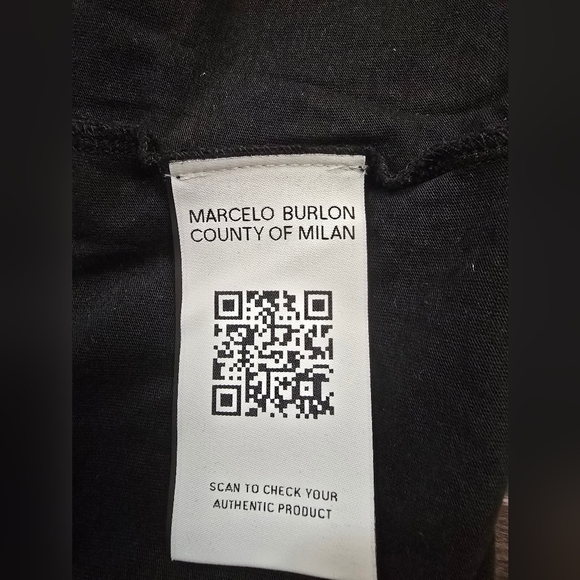 MARCELO BURLON
COUNTY OF MILAN
SCAN TO CHECK YOUR
AUTHENTIC PRODUCT